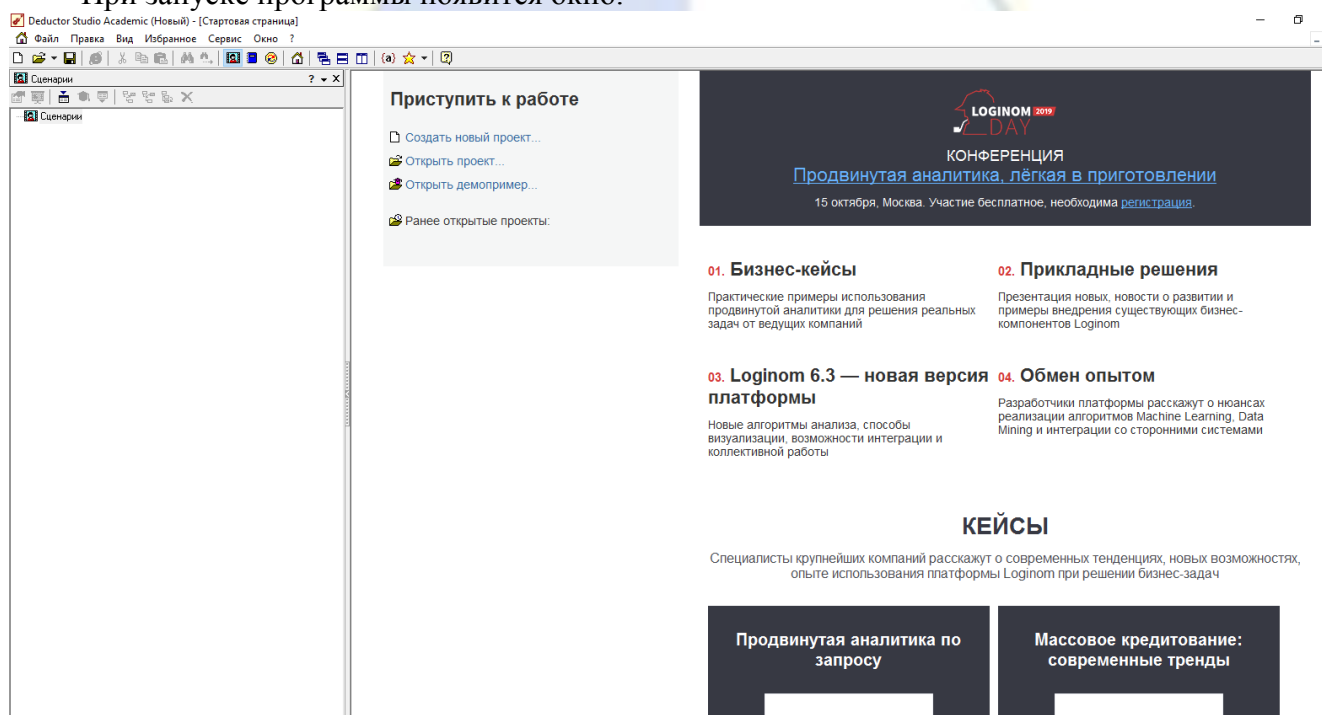 При запуске программы появится окно:
Deductor Studio Academic (Новый) - [Стартовая страница]
Файл Правка Вид Избранное Сервис Окно ?
Сценарии
Сценарии
Приступить к работе
Создать новый проект...
Открыть проект...
Открыть демопример...
Ранее открытые проекты:
LOGINOM 2019
DAY
КОНФЕРЕНЦИЯ
Продвинутая аналитика, лёгкая в приготовлении
15 октября, Москва. Участие бесплатное, необходима регистрация.
01. Бизнес-кейсы
Практические примеры использования
продвинутой аналитики для решения реальных
задач от ведущих компаний
02. Прикладные решения
Презентация новых, новости о развитии и
примеры внедрения существующих бизнес-
компонентов Loginom
03. Loginom 6.3 — новая версия
платформы
Новые алгоритмы анализа, способы
визуализации, возможности интеграции и
коллективной работы
04. Обмен опытом
Разработчики платформы расскажут о нюансах
реализации алгоритмов Machine Learning, Data
Mining и интеграции со сторонними системами
КЕЙСЫ
Специалисты крупнейших компаний расскажут о современных тенденциях, новых возможностях,
опыте использования платформы Loginom при решении бизнес-задач
Продвинутая аналитика по
запросу
Массовое кредитование:
современные тренды